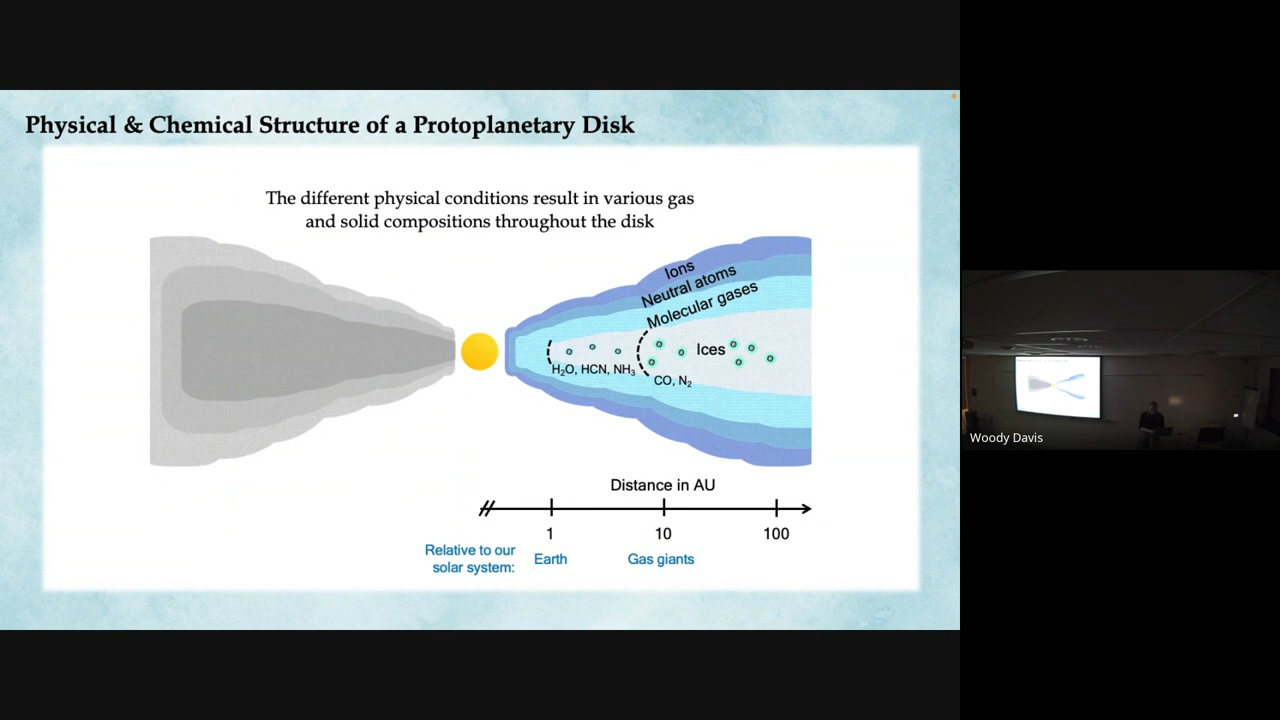 Physical & Chemical Structure of a Protoplanetary Disk
The different physical conditions result in various gas
and solid compositions throughout the disk
Ions
Neutral atoms
Molecular gases
Ices
H₂O, HCN, NH₃
CO, N₂
Distance in AU
1 10 100
Relative to our
solar system:
Earth
Gas giants
Woody Davis